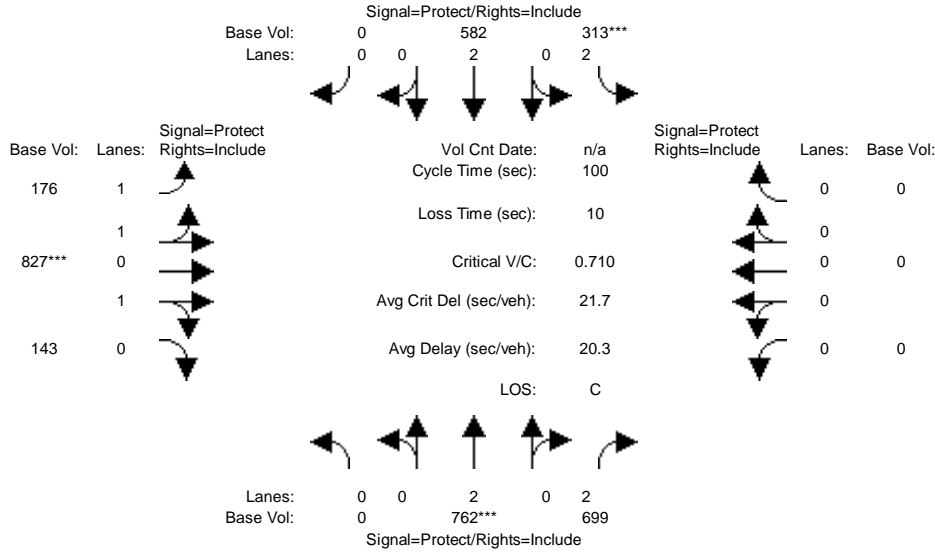 Signal=Protect/Rights=Include
Base Vol: 0 582 313***
Lanes: 0 0 2 0 2
Signal=Protect Signal=Protect
Base Vol: Lanes: Rights=Include Vol Cnt Date: n/a Rights=Include Lanes: Base Vol:
Cycle Time (sec): 100
176 1 0 0
Loss Time (sec): 10
1 0
827*** 0 Critical V/C: 0.710 0 0
1 Avg Crit Del (sec/veh): 21.7 0
143 0 Avg Delay (sec/veh): 20.3 0 0
LOS: C
Lanes: 0 0 2 0 2
Base Vol: 0 762*** 699
Signal=Protect/Rights=Include